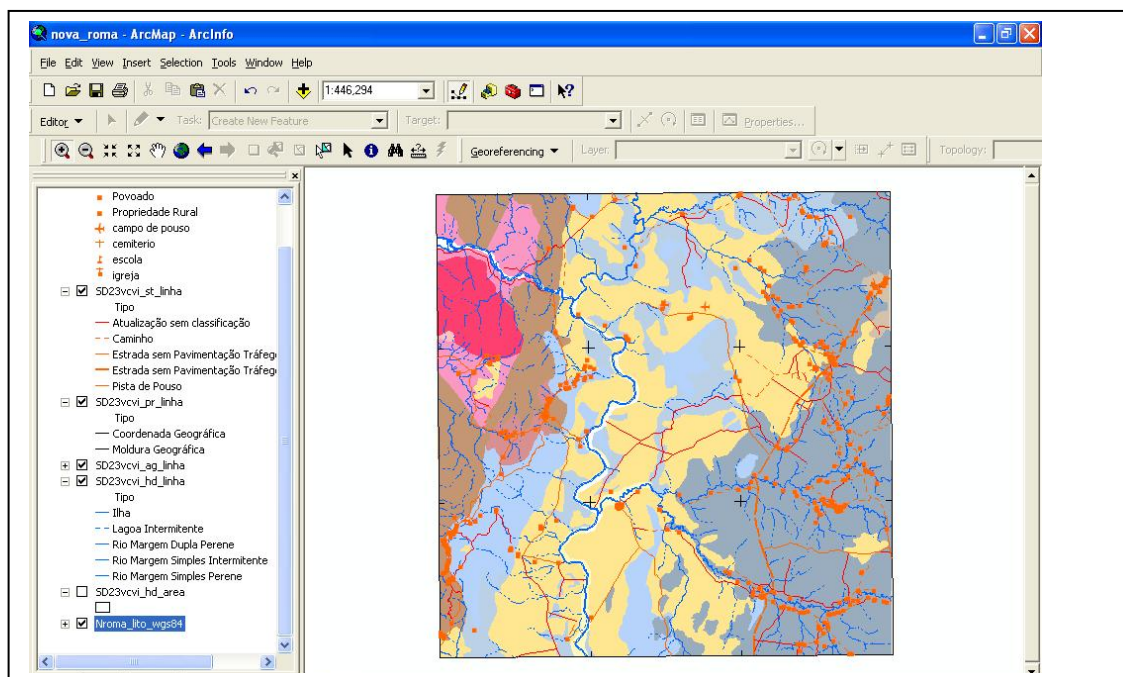 nova_roma - ArcMap - ArcInfo
File Edit View Insert Selection Tools Window Help
1:446,294
Editor Task: Create New Feature Target: Properties...
Georeferencing Layer: Topology:
Povoado
Propriedade Rural
campo de pouso
cemiterio
escola
igreja
SD23vcvi_st_linha
Tipo
Atualização sem classificação
Caminho
Estrada sem Pavimentação Tráfeg
Estrada sem Pavimentação Tráfeg
Pista de Pouso
SD23vcvi_pr_linha
Tipo
Coordenada Geográfica
Moldura Geográfica
SD23vcvi_ag_linha
SD23vcvi_hd_linha
Tipo
Ilha
Lagoa Intermitente
Rio Margem Dupla Perene
Rio Margem Simples Intermitente
Rio Margem Simples Perene
SD23vcvi_hd_area
Nroma_lito_wgs84